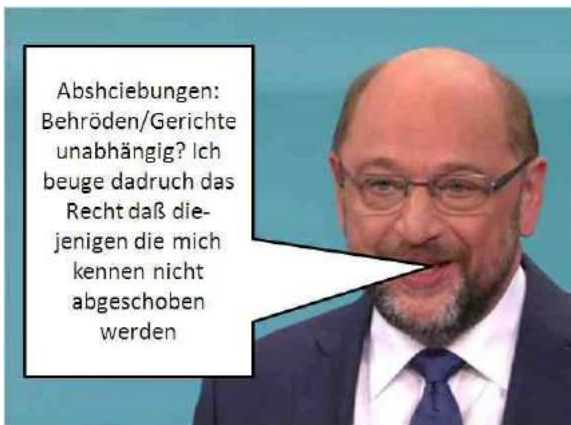 Abshciebungen:
Behröden/Gerichte
unabhängig? Ich
beuge dadruch das
Recht daß die-
jenigen die mich
kennen nicht
abgeschoben
werden